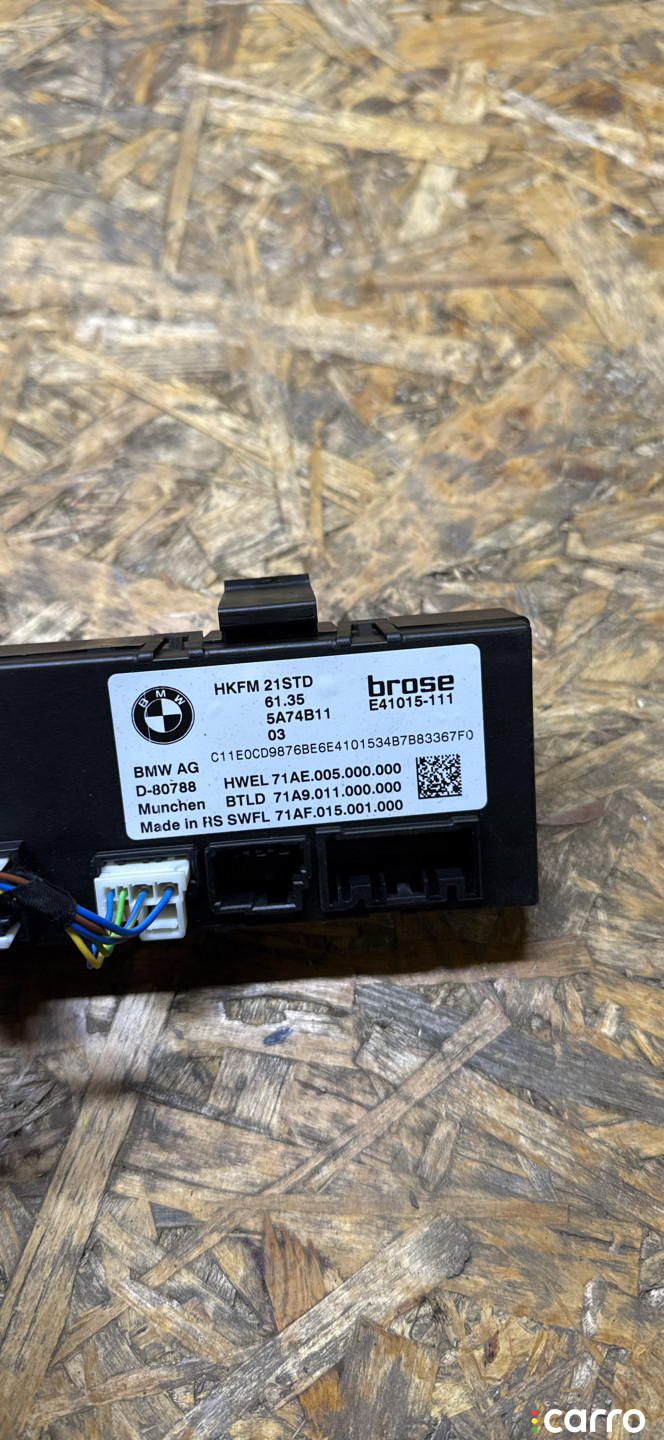 BMW
HKFM 21STD
61.35
5A74B11
03
brose
E41015-111
C11E0CD9876BE6E4101534B7B83367F0
BMW AG
D-80788
Munchen
Made in RS
HWEL 71AE.005.000.000
BTLD 71A9.011.000.000
SWFL 71AF.015.001.000
carro